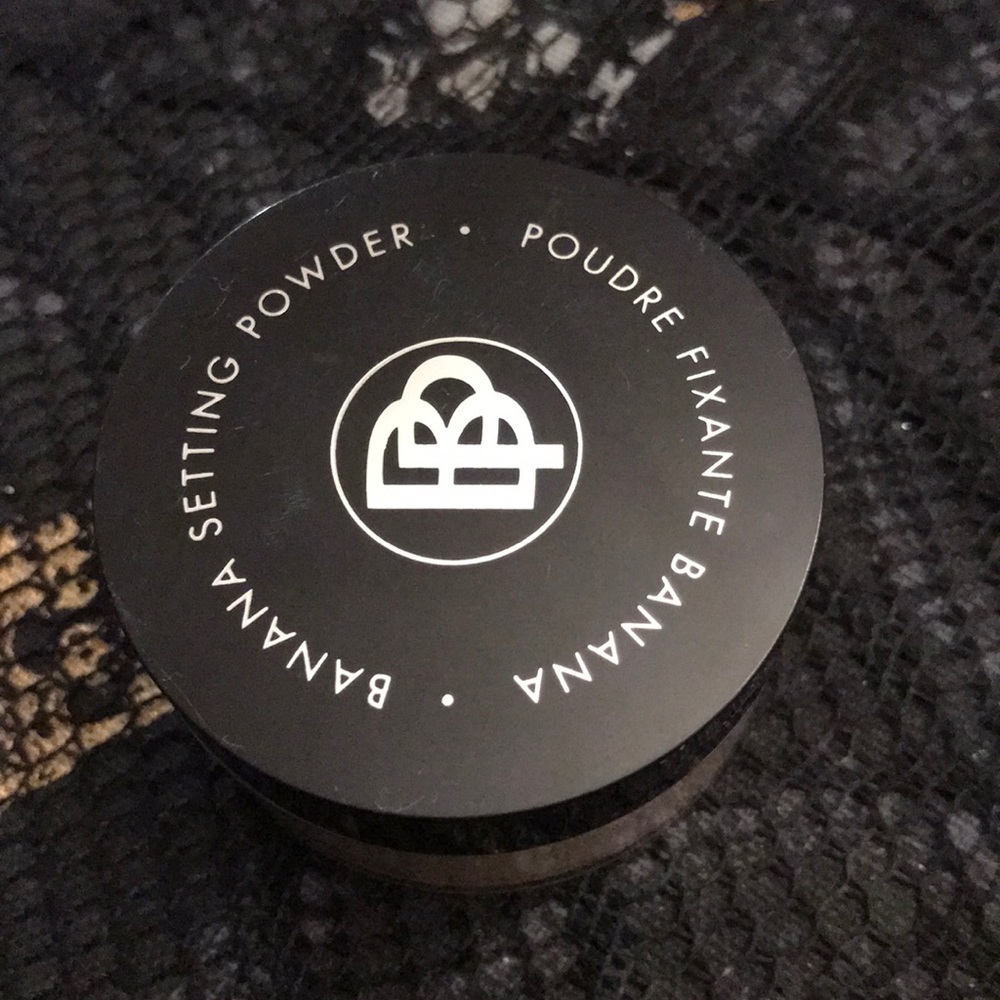 BANANA SETTING POWDER
•
POUDRE FIXANTE BANANA
•